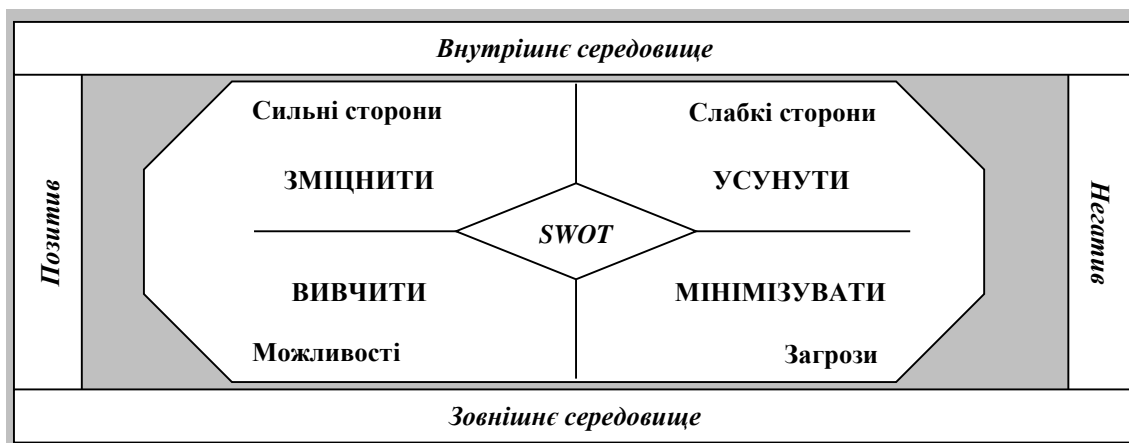 Внутрішнє середовище
Позитив
Сильні сторони
Слабкі сторони
Негатив
ЗМІЦНИТИ
УСУНУТИ
SWOT
ВИВЧИТИ
МІНІМІЗУВАТИ
Можливості
Загрози
Зовнішнє середовище